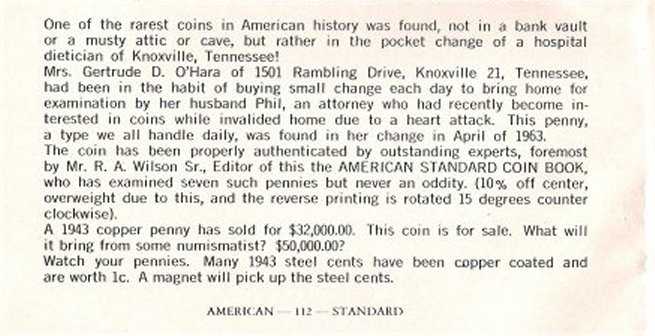 One of the rarest coins in American history was found, not in a bank vault
or a musty attic or cave, but rather in the pocket change of a hospital
dietician of Knoxville, Tennessee!
Mrs. Gertrude D. O'Hara of 1501 Rambling Drive, Knoxville 21, Tennessee,
had been in the habit of buying small change each day to bring home for
examination by her husband Phil, an attorney who had recently become in-
terested in coins while invalided home due to a heart attack. This penny,
a type we all handle daily, was found in her change in April of 1963.
The coin has been properly authenticated by outstanding experts, foremost
by Mr. R. A. Wilson Sr., Editor of this the AMERICAN STANDARD COIN BOOK,
who has examined seven such pennies but never an oddity. (10% off center,
overweight due to this, and the reverse printing is rotated 15 degrees counter
clockwise).
A 1943 copper penny has sold for $32,000.00. This coin is for sale. What will
it bring from some numismatist? $50,000.00?
Watch your pennies. Many 1943 steel cents have been copper coated and
are worth 1c. A magnet will pick up the steel cents.
AMERICAN — 112 — STANDARD